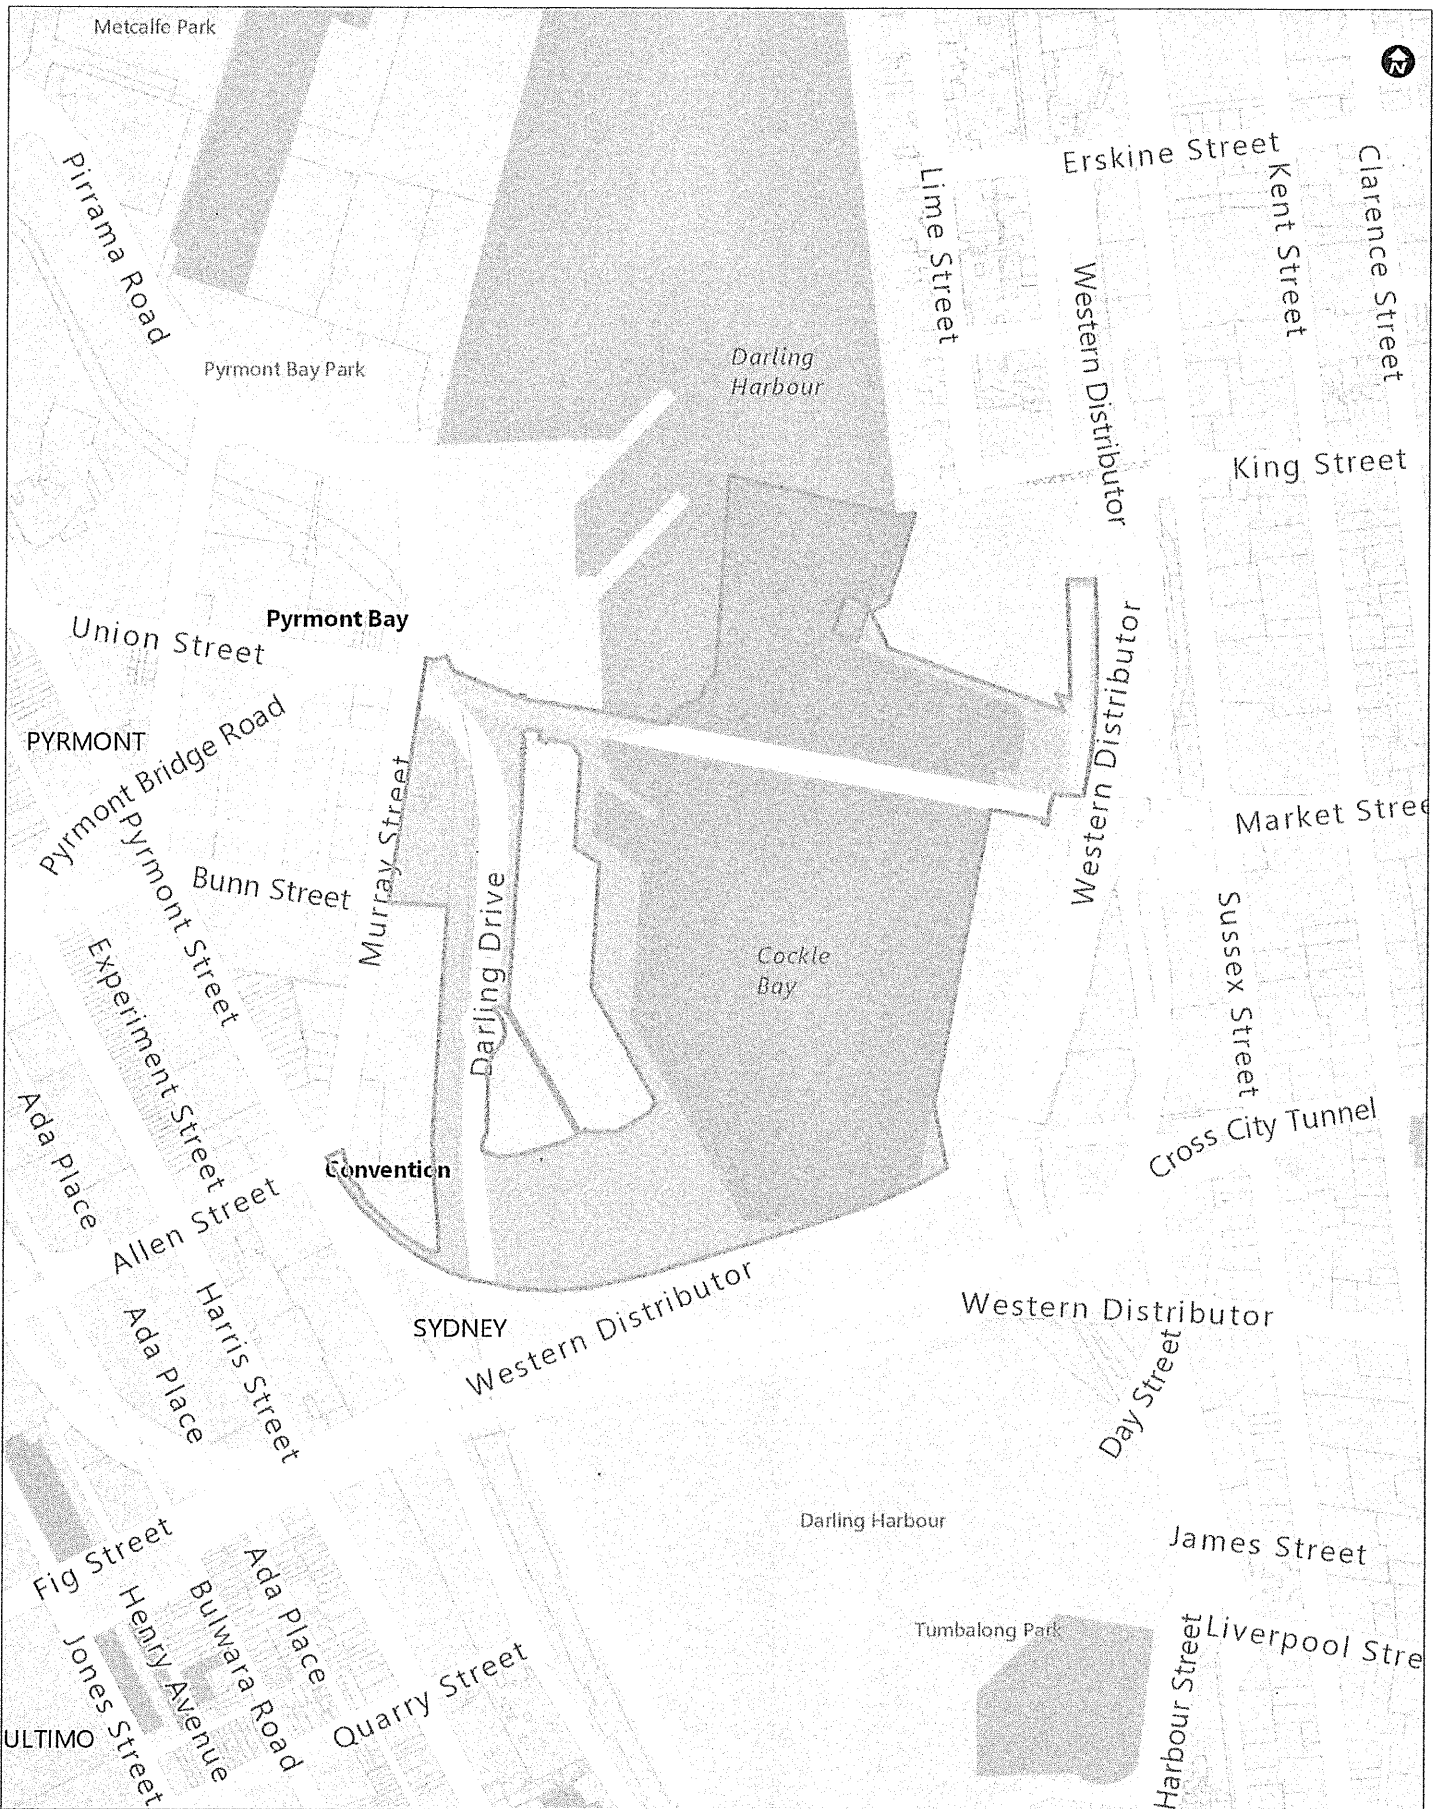 Metcalfe Park
N
Erskine Street
Pirrama Road
Lime Street
Kent Street
Clarence Street
Western Distributor
Darling
Harbour
Pyrmont Bay Park
King Street
Pyrmont Bay
Union Street
Western Distributor
PYRMONT
Pyrmont Bridge Road
Murray Street
Market Stree
Pyrmont Street
Bunn Street
Darling Drive
Sussex Street
Cockle
Bay
Experiment Street
Ada Place
Cross City Tunnel
Convention
Allen Street
Harris Street
Ada Place
SYDNEY
Western Distributor
Western Distributor
Day Street
Darling Harbour
James Street
Fig Street
Ada Place
Bulwara Road
Henry Avenue
Jones Street
Quarry Street
Tumbalong Park
Harbour Street
Liverpool Stre
ULTIMO